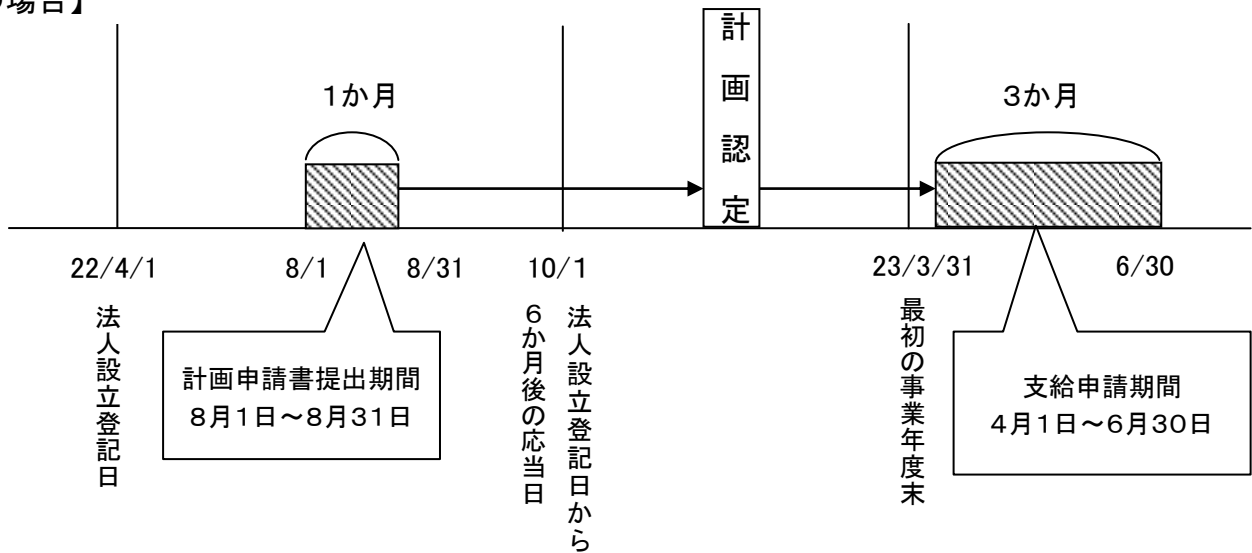 場合】
計画認定
1か月
3か月
22/4/1
8/1
8/31
10/1
23/3/31
6/30
法人設立登記日
計画申請書提出期間
8月1日～8月31日
法人設立登記日から
6か月後の応当日
最初の事業年度末
支給申請期間
4月1日～6月30日